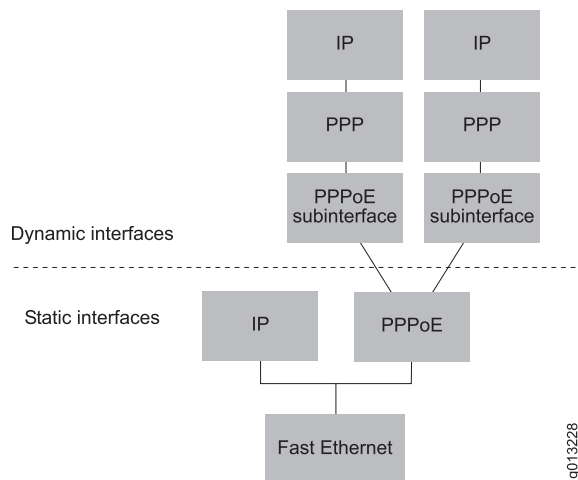 IP
IP
PPP
PPP
PPPoE
subinterface
PPPoE
subinterface
Dynamic interfaces
Static interfaces
IP
PPPoE
Fast Ethernet
g013228